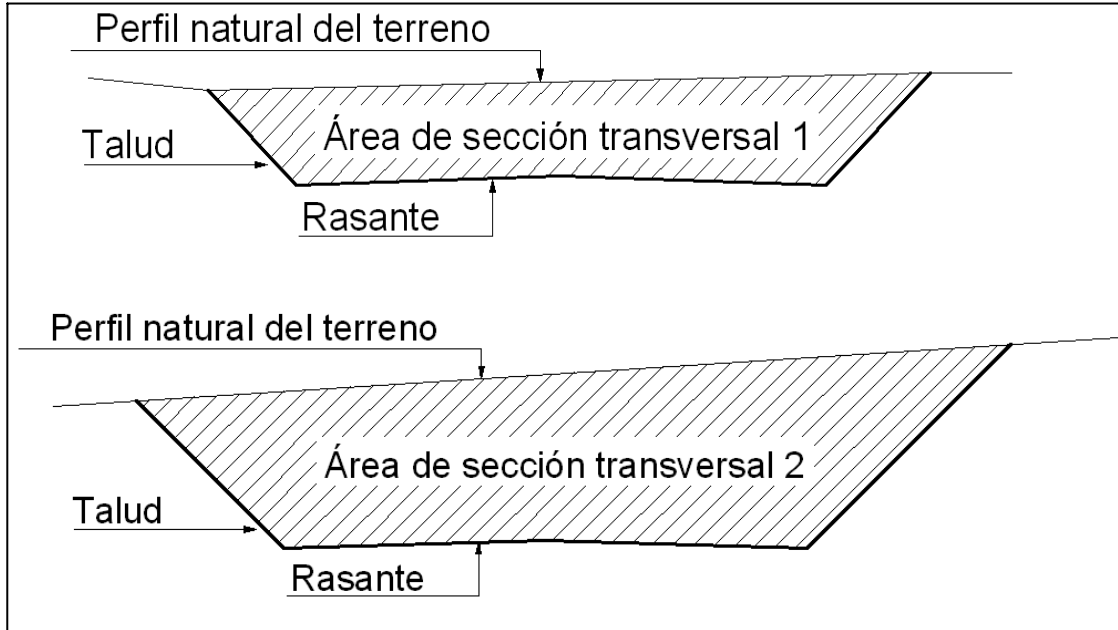 Perfil natural del terreno
Área de sección transversal 1
Talud
Rasante
Perfil natural del terreno
Área de sección transversal 2
Talud
Rasante